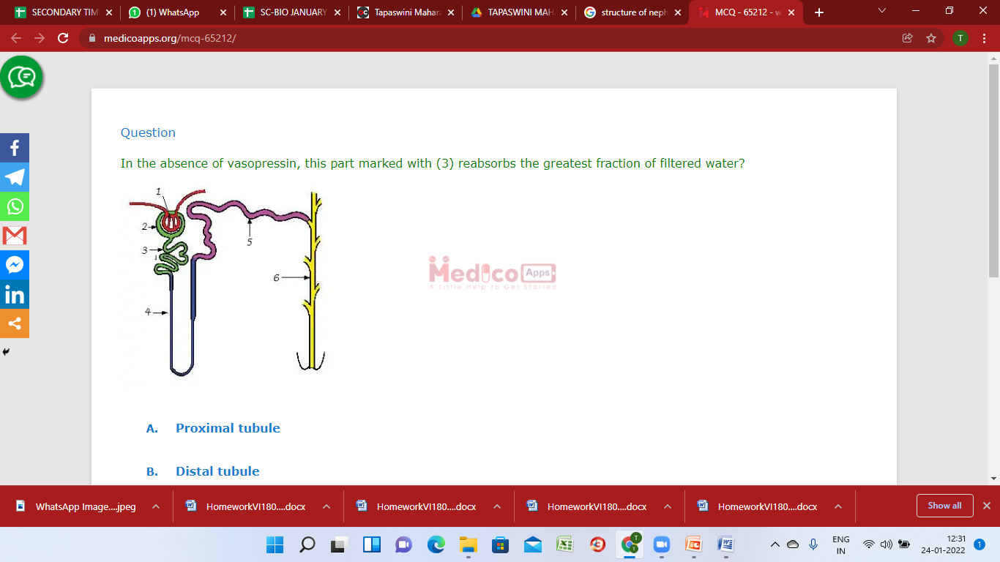 SECONDARY TIM
(1) WhatsApp
SC-BIO JANUARY
Tapaswini Mahar
TAPASWINI MAH
structure of neph
MCQ - 65212 - w
medicoapps.org/mcq-65212/
T
Question
In the absence of vasopressin, this part marked with (3) reabsorbs the greatest fraction of filtered water?
1
2
3
1
4
5
6
Medico Apps
A Little Help To Get Started
A. Proximal tubule
B. Distal tubule
WhatsApp Image....jpeg
HomeworkVI180....docx
HomeworkVI180....docx
HomeworkVI180....docx
HomeworkVI180....docx
Show all
ENG
IN
12:31
24-01-2022
1